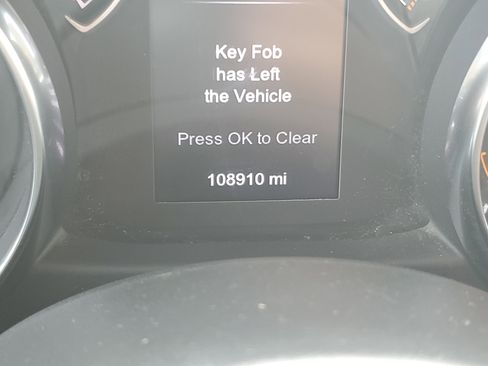 Key Fob
has Left
the Vehicle
Press OK to Clear
108910 mi